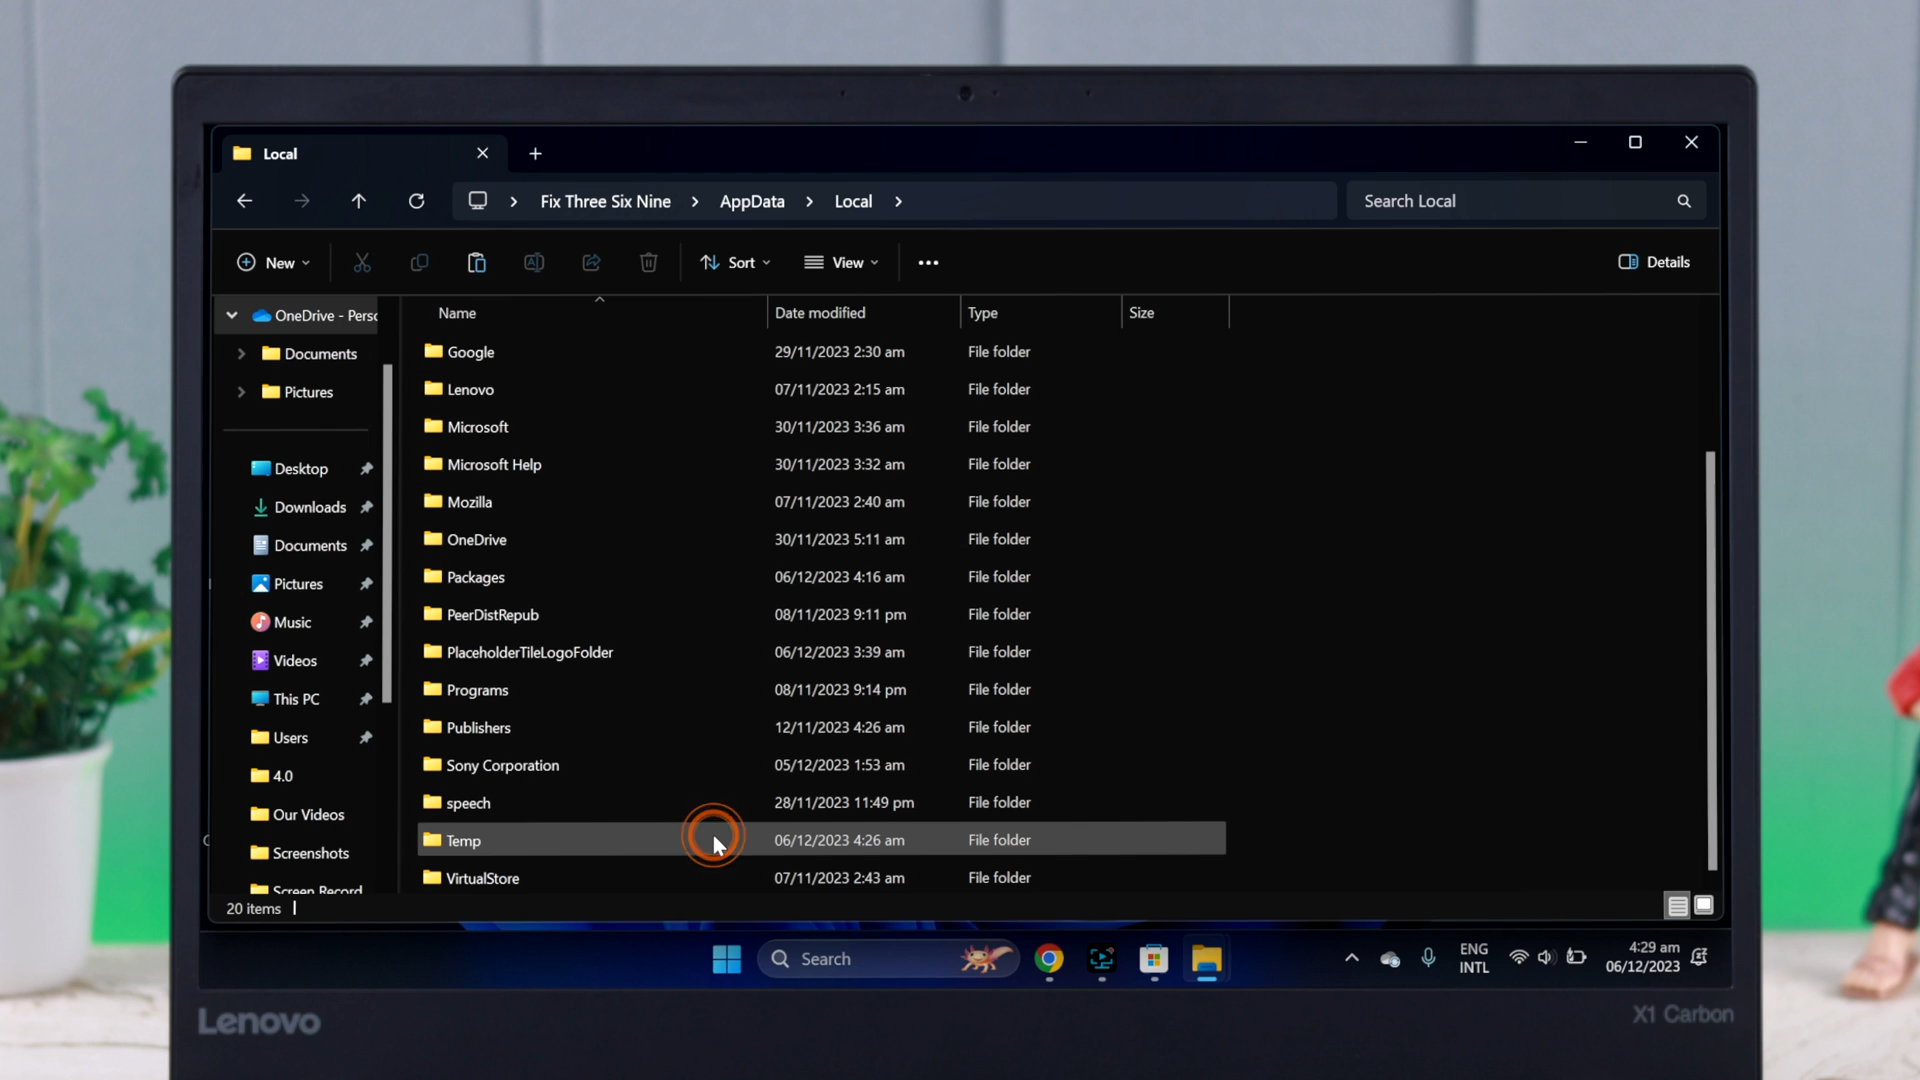 Local
Fix Three Six Nine > AppData > Local >
Search Local
New
Sort
View
Details
OneDrive - Perso
Documents
Pictures
Desktop
Downloads
Documents
Pictures
Music
Videos
This PC
Users
4.0
Our Videos
Screenshots
Screen Record
Name Date modified Type Size
Google 29/11/2023 2:30 am File folder
Lenovo 07/11/2023 2:15 am File folder
Microsoft 30/11/2023 3:36 am File folder
Microsoft Help 30/11/2023 3:32 am File folder
Mozilla 07/11/2023 2:40 am File folder
OneDrive 30/11/2023 5:11 am File folder
Packages 06/12/2023 4:16 am File folder
PeerDistRepub 08/11/2023 9:11 pm File folder
PlaceholderTileLogoFolder 06/12/2023 3:39 am File folder
Programs 08/11/2023 9:14 pm File folder
Publishers 12/11/2023 4:26 am File folder
Sony Corporation 05/12/2023 1:53 am File folder
speech 28/11/2023 11:49 pm File folder
Temp 06/12/2023 4:26 am File folder
VirtualStore 07/11/2023 2:43 am File folder
20 items
Search
ENG
INTL
4:29 am
06/12/2023
Lenovo
X1 Carbon